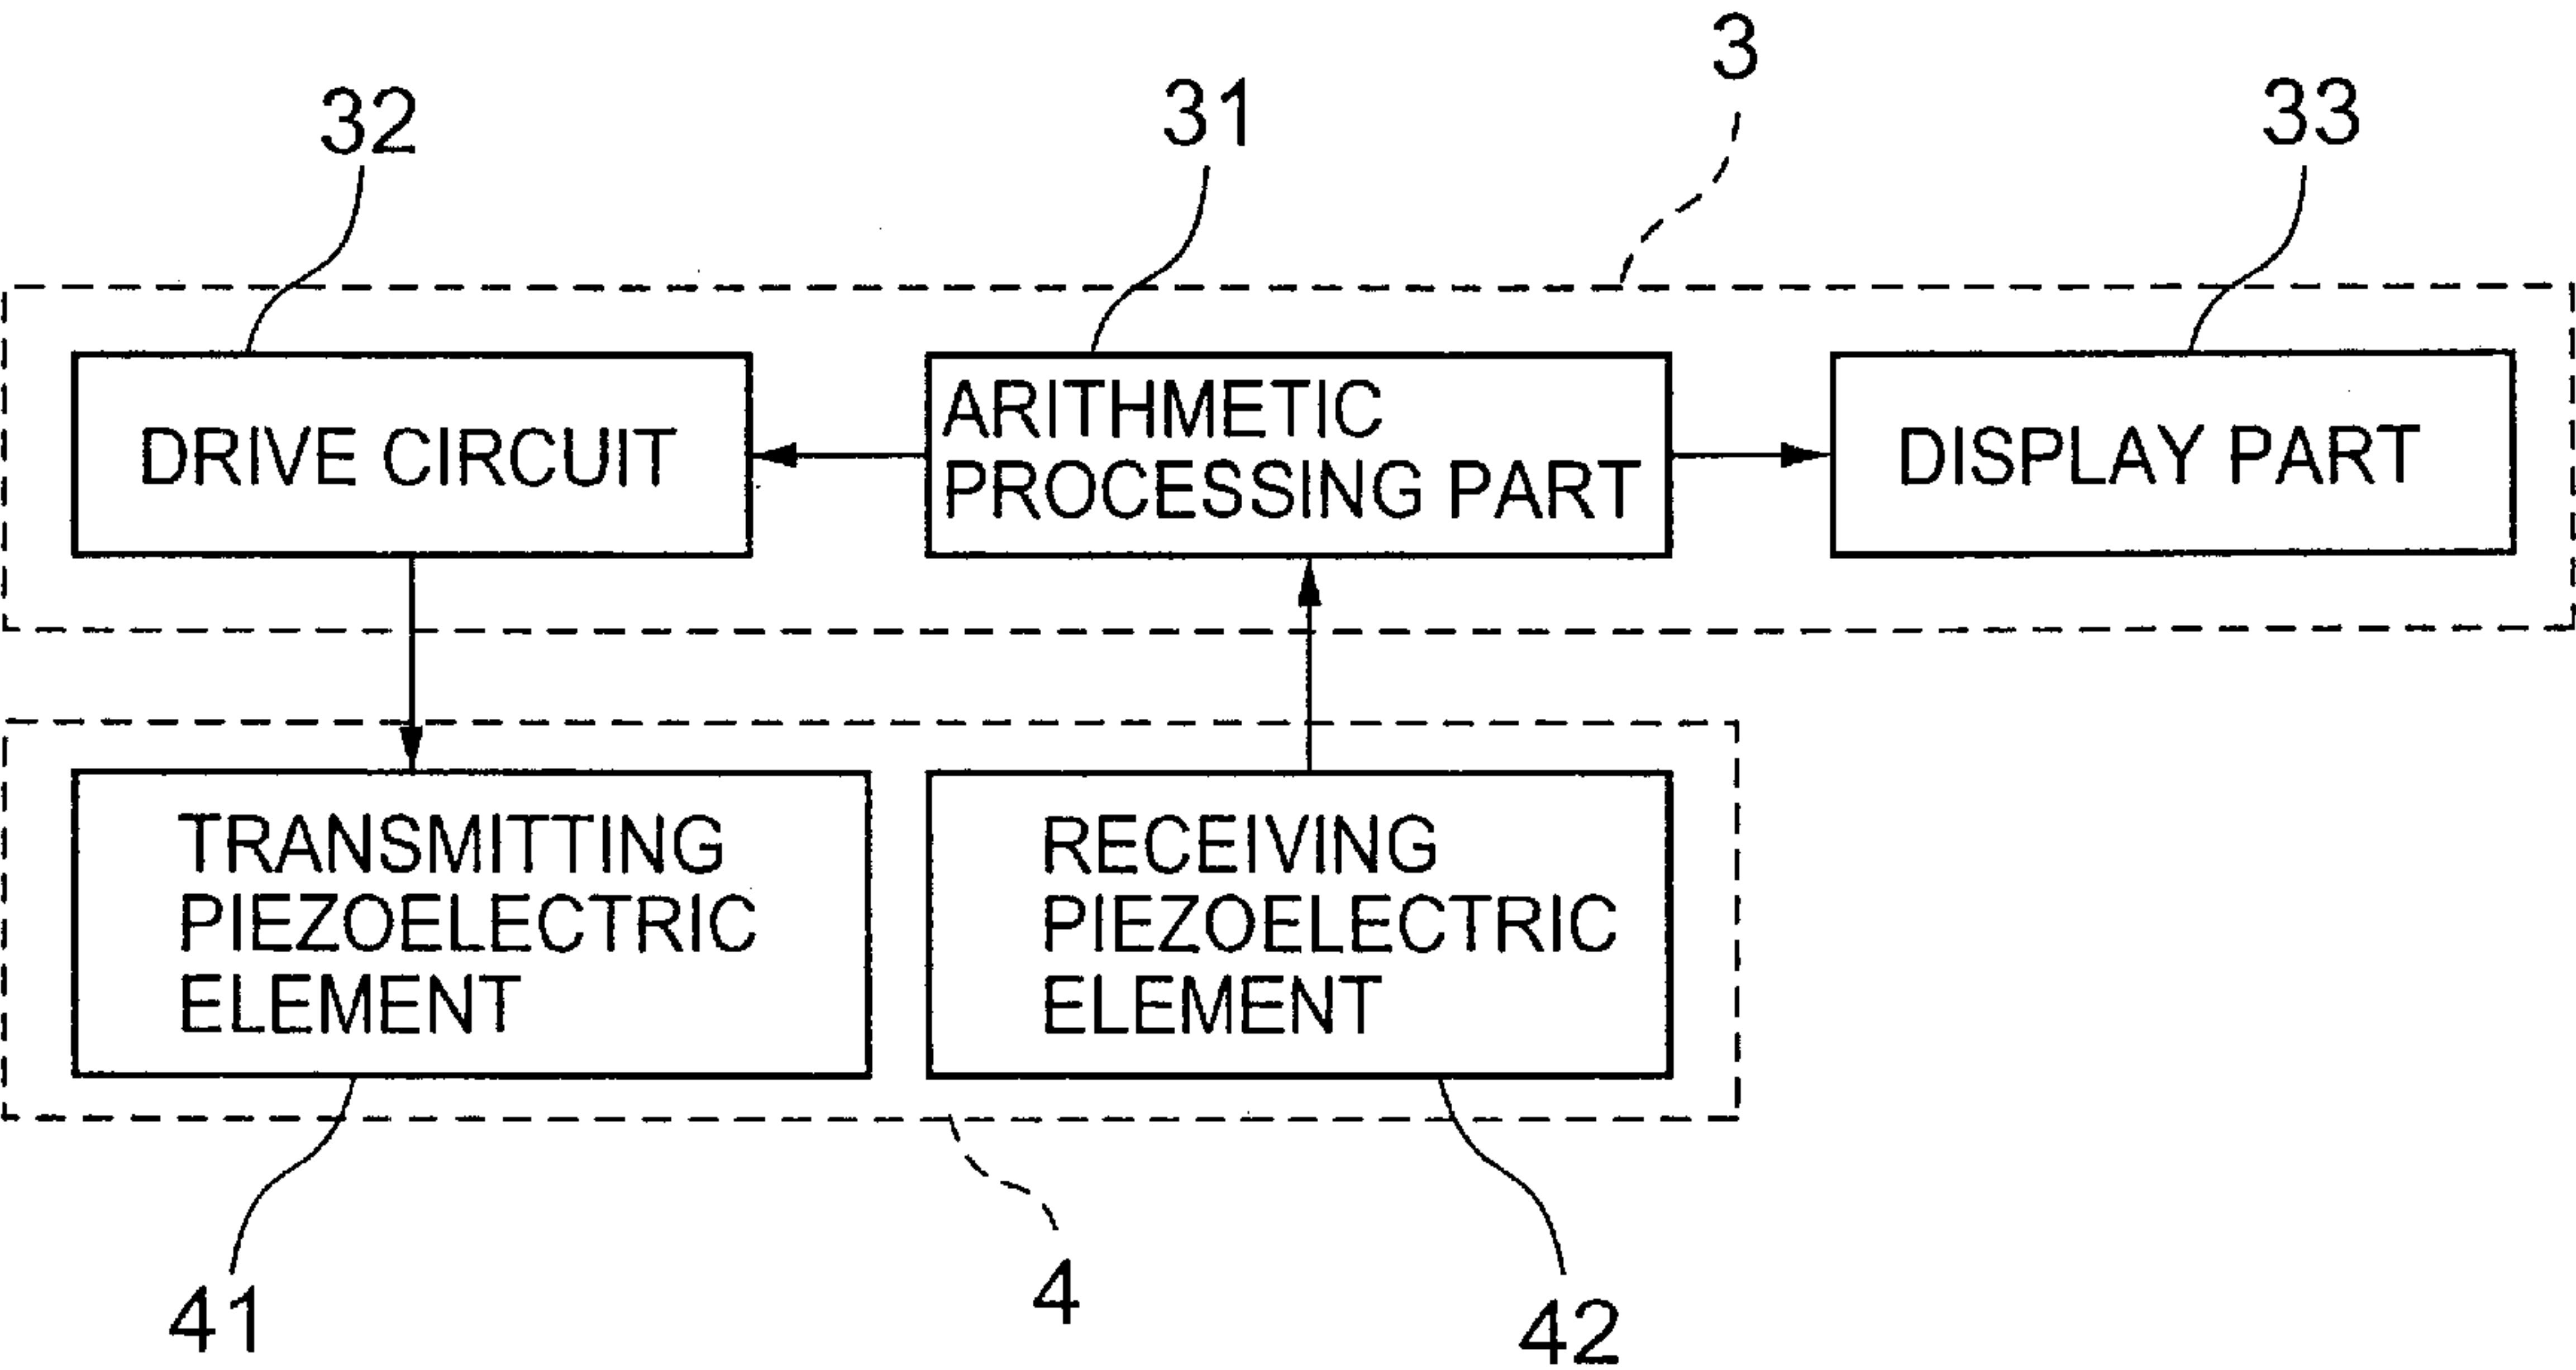 3
32
31
33
DRIVE CIRCUIT
ARITHMETIC
PROCESSING PART
DISPLAY PART
TRANSMITTING
PIEZOELECTRIC
ELEMENT
RECEIVING
PIEZOELECTRIC
ELEMENT
41
4
42